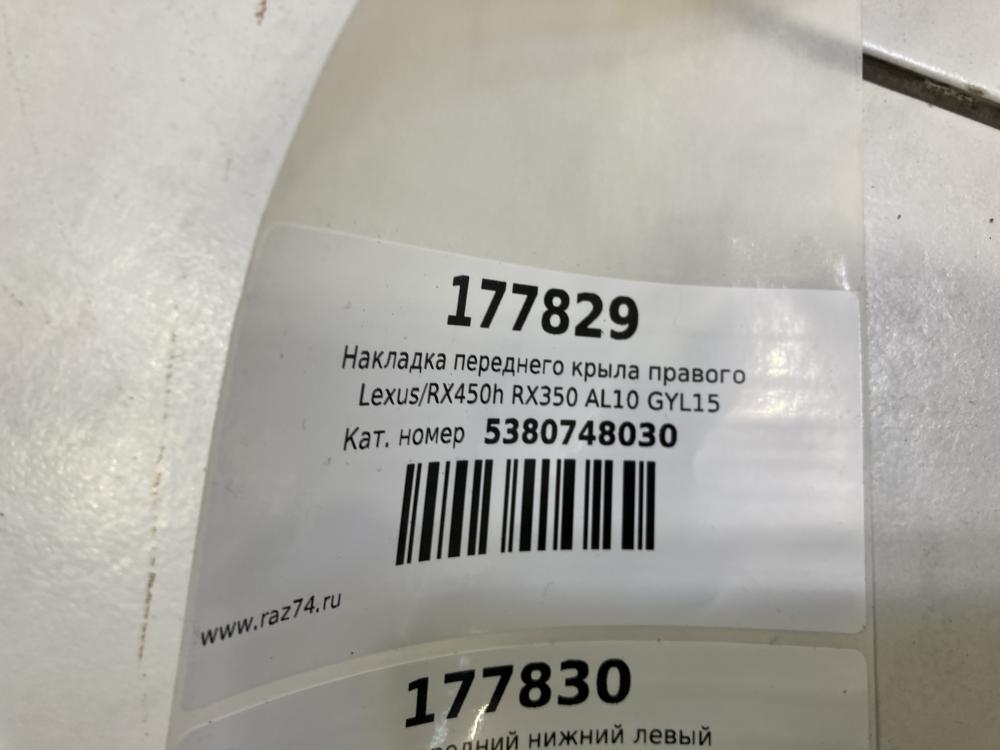 177829
Накладка переднего крыла правого
Lexus/RX450h RX350 AL10 GYL15
Кат. номер 5380748030
www.raz74.ru
177830
нижний левый